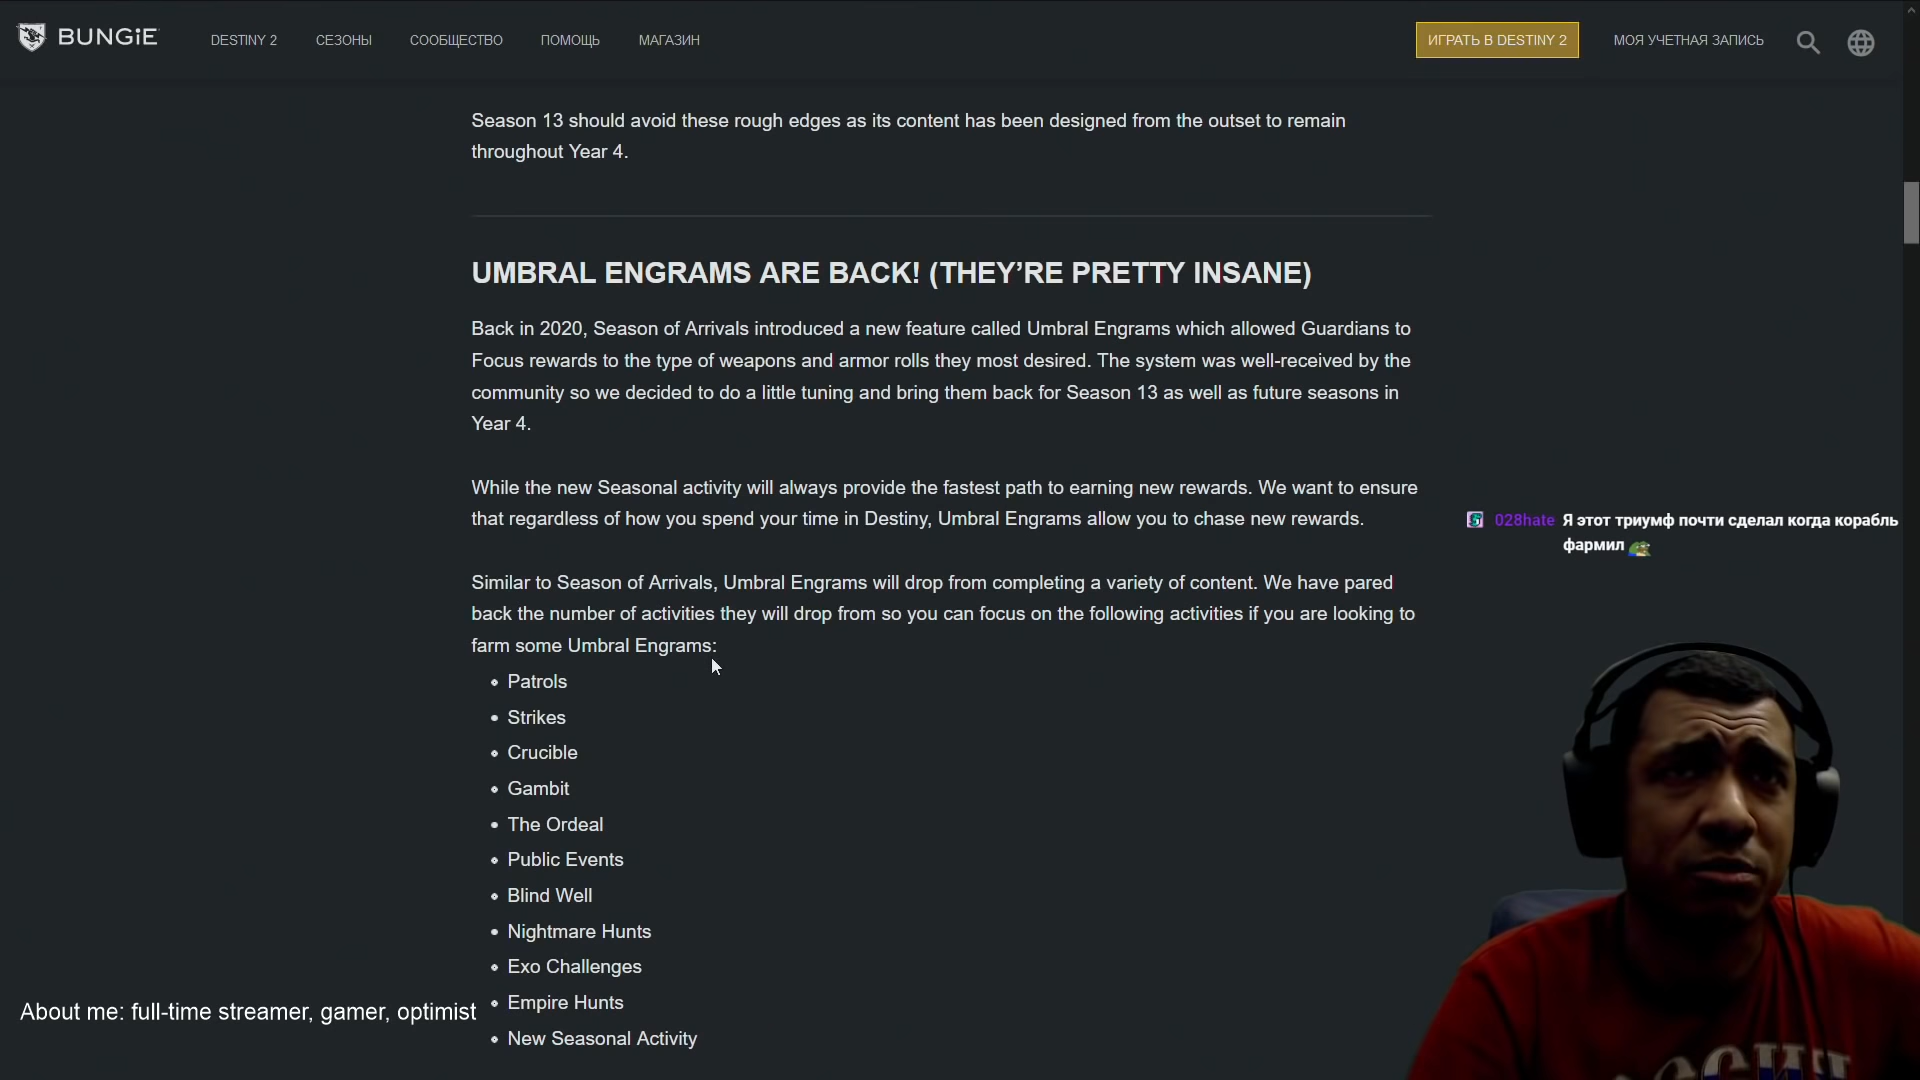 BUNGiE
DESTINY 2
СЕЗОНЫ
СООБЩЕСТВО
ПОМОЩЬ
МАГАЗИН
ИГРАТЬ В DESTINY 2
МОЯ УЧЕТНАЯ ЗАПИСЬ
Season 13 should avoid these rough edges as its content has been designed from the outset to remain
throughout Year 4.
UMBRAL ENGRAMS ARE BACK! (THEY’RE PRETTY INSANE)
Back in 2020, Season of Arrivals introduced a new feature called Umbral Engrams which allowed Guardians to
Focus rewards to the type of weapons and armor rolls they most desired. The system was well-received by the
community so we decided to do a little tuning and bring them back for Season 13 as well as future seasons in
Year 4.
While the new Seasonal activity will always provide the fastest path to earning new rewards. We want to ensure
that regardless of how you spend your time in Destiny, Umbral Engrams allow you to chase new rewards.
Similar to Season of Arrivals, Umbral Engrams will drop from completing a variety of content. We have pared
back the number of activities they will drop from so you can focus on the following activities if you are looking to
farm some Umbral Engrams:
Patrols
Strikes
Crucible
Gambit
The Ordeal
Public Events
Blind Well
Nightmare Hunts
Exo Challenges
Empire Hunts
New Seasonal Activity
028hate Я этот триумф почти сделал когда корабль
фармил
About me: full-time streamer, gamer, optimist